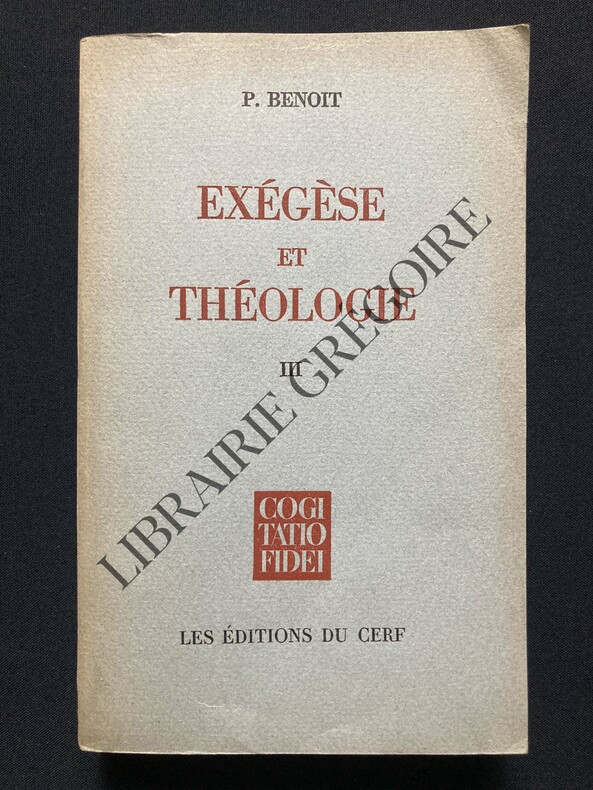 P. BENOIT
EXÉGÈSE
ET
THÉOLOGIE
III
LIBRAIRIE GRÉGOIRE
COGI
TATIO
FIDEI
LES ÉDITIONS DU CERF